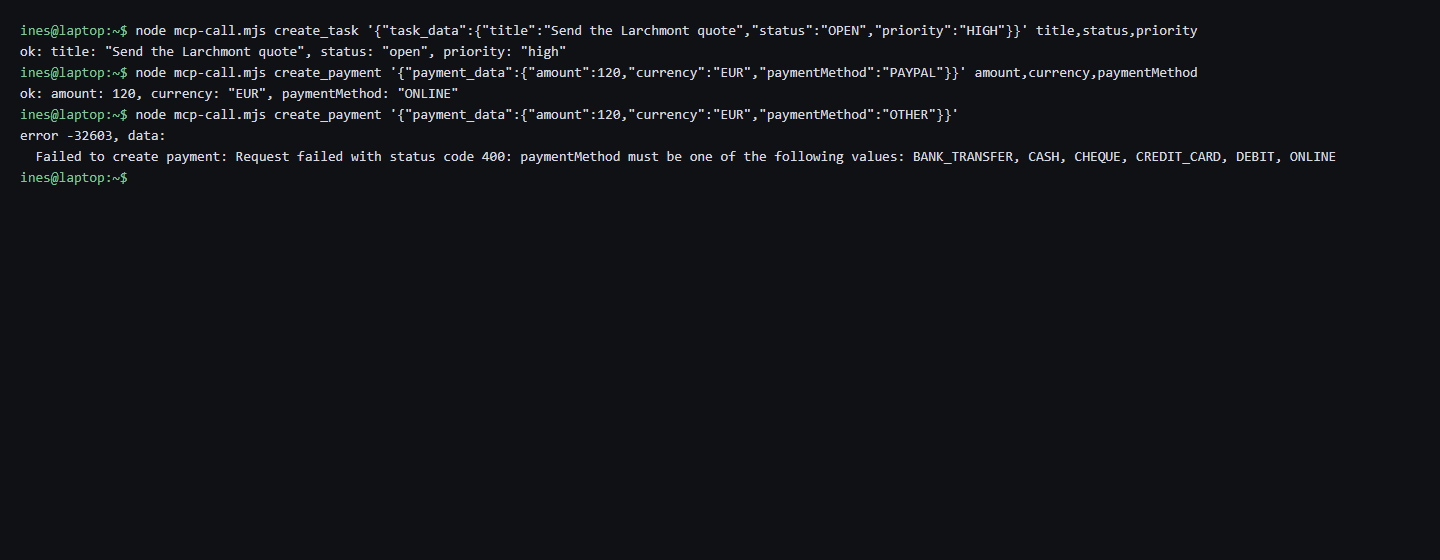 ines@laptop:~$ node mcp-call.mjs create_task '{"task_data":{"title":"Send the Larchmont quote","status":"OPEN","priority":"HIGH"}}' title,status,priority
ok: title: "Send the Larchmont quote", status: "open", priority: "high"
ines@laptop:~$ node mcp-call.mjs create_payment '{"payment_data":{"amount":120,"currency":"EUR","paymentMethod":"PAYPAL"}}' amount,currency,paymentMethod
ok: amount: 120, currency: "EUR", paymentMethod: "ONLINE"
ines@laptop:~$ node mcp-call.mjs create_payment '{"payment_data":{"amount":120,"currency":"EUR","paymentMethod":"OTHER"}}'
error -32603, data:
  Failed to create payment: Request failed with status code 400: paymentMethod must be one of the following values: BANK_TRANSFER, CASH, CHEQUE, CREDIT_CARD, DEBIT, ONLINE
ines@laptop:~$